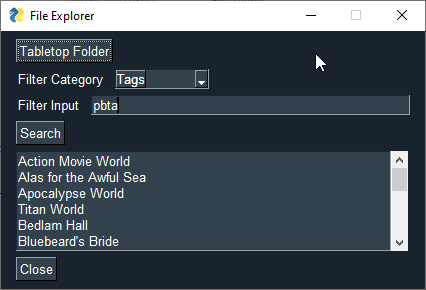 File Explorer
Tabletop Folder
Filter Category Tags
Filter Input pbta
Search
Action Movie World
Alas for the Awful Sea
Apocalypse World
Titan World
Bedlam Hall
Bluebeard's Bride
Close